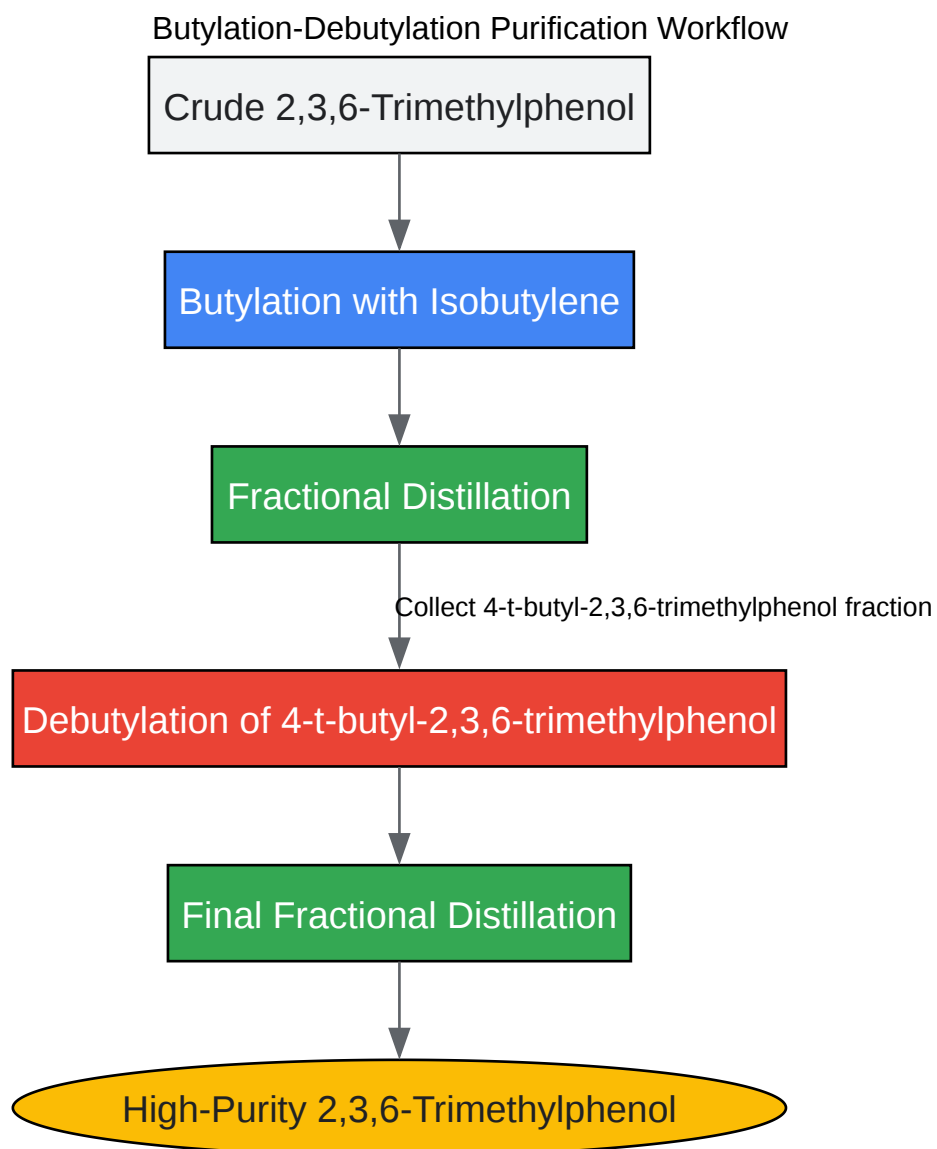 Butylation-Debutylation Purification Workflow
Crude 2,3,6-Trimethylphenol
Butylation with Isobutylene
Fractional Distillation
Collect 4-t-butyl-2,3,6-trimethylphenol fraction
Debutylation of 4-t-butyl-2,3,6-trimethylphenol
Final Fractional Distillation
High-Purity 2,3,6-Trimethylphenol